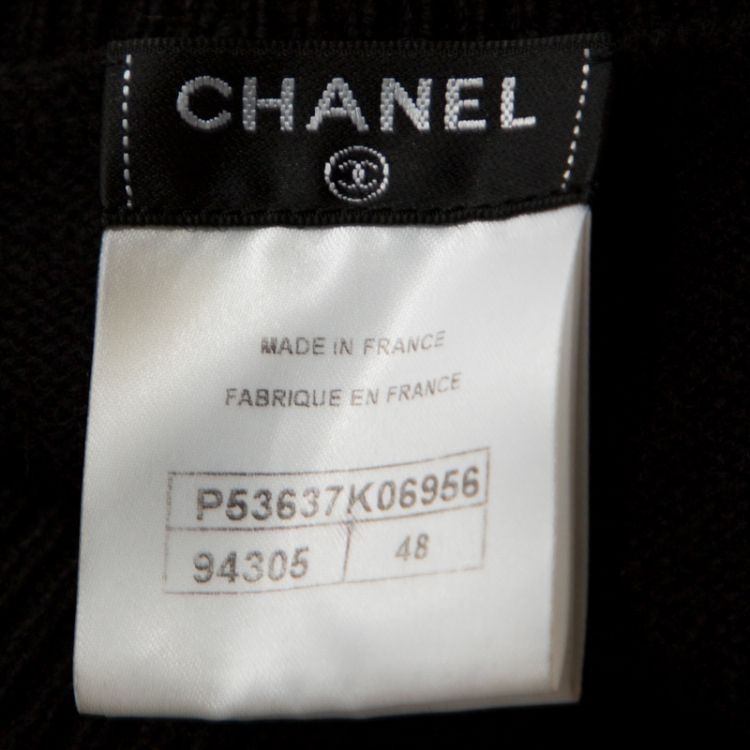 CHANEL
MADE IN FRANCE
FABRIQUE EN FRANCE
P53637K06956
94305 48